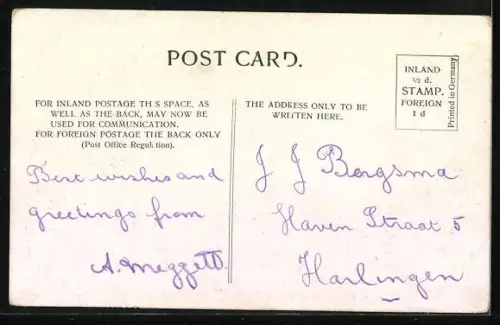 POST CARD.
INLAND
½ d.
STAMP.
FOREIGN
1 d
Printed in Germany
FOR INLAND POSTAGE TH S SPACE, AS
WELL AS THE BACK, MAY NOW BE
USED FOR COMMUNICATION.
FOR FOREIGN POSTAGE THE BACK ONLY
(Post Office Regul tion).
THE ADDRESS ONLY TO BE
WRITTEN HERE.
Best wishes and
greetings from
A. Meggett.
J J Bergsma
Haven Straat 5
Harlingen